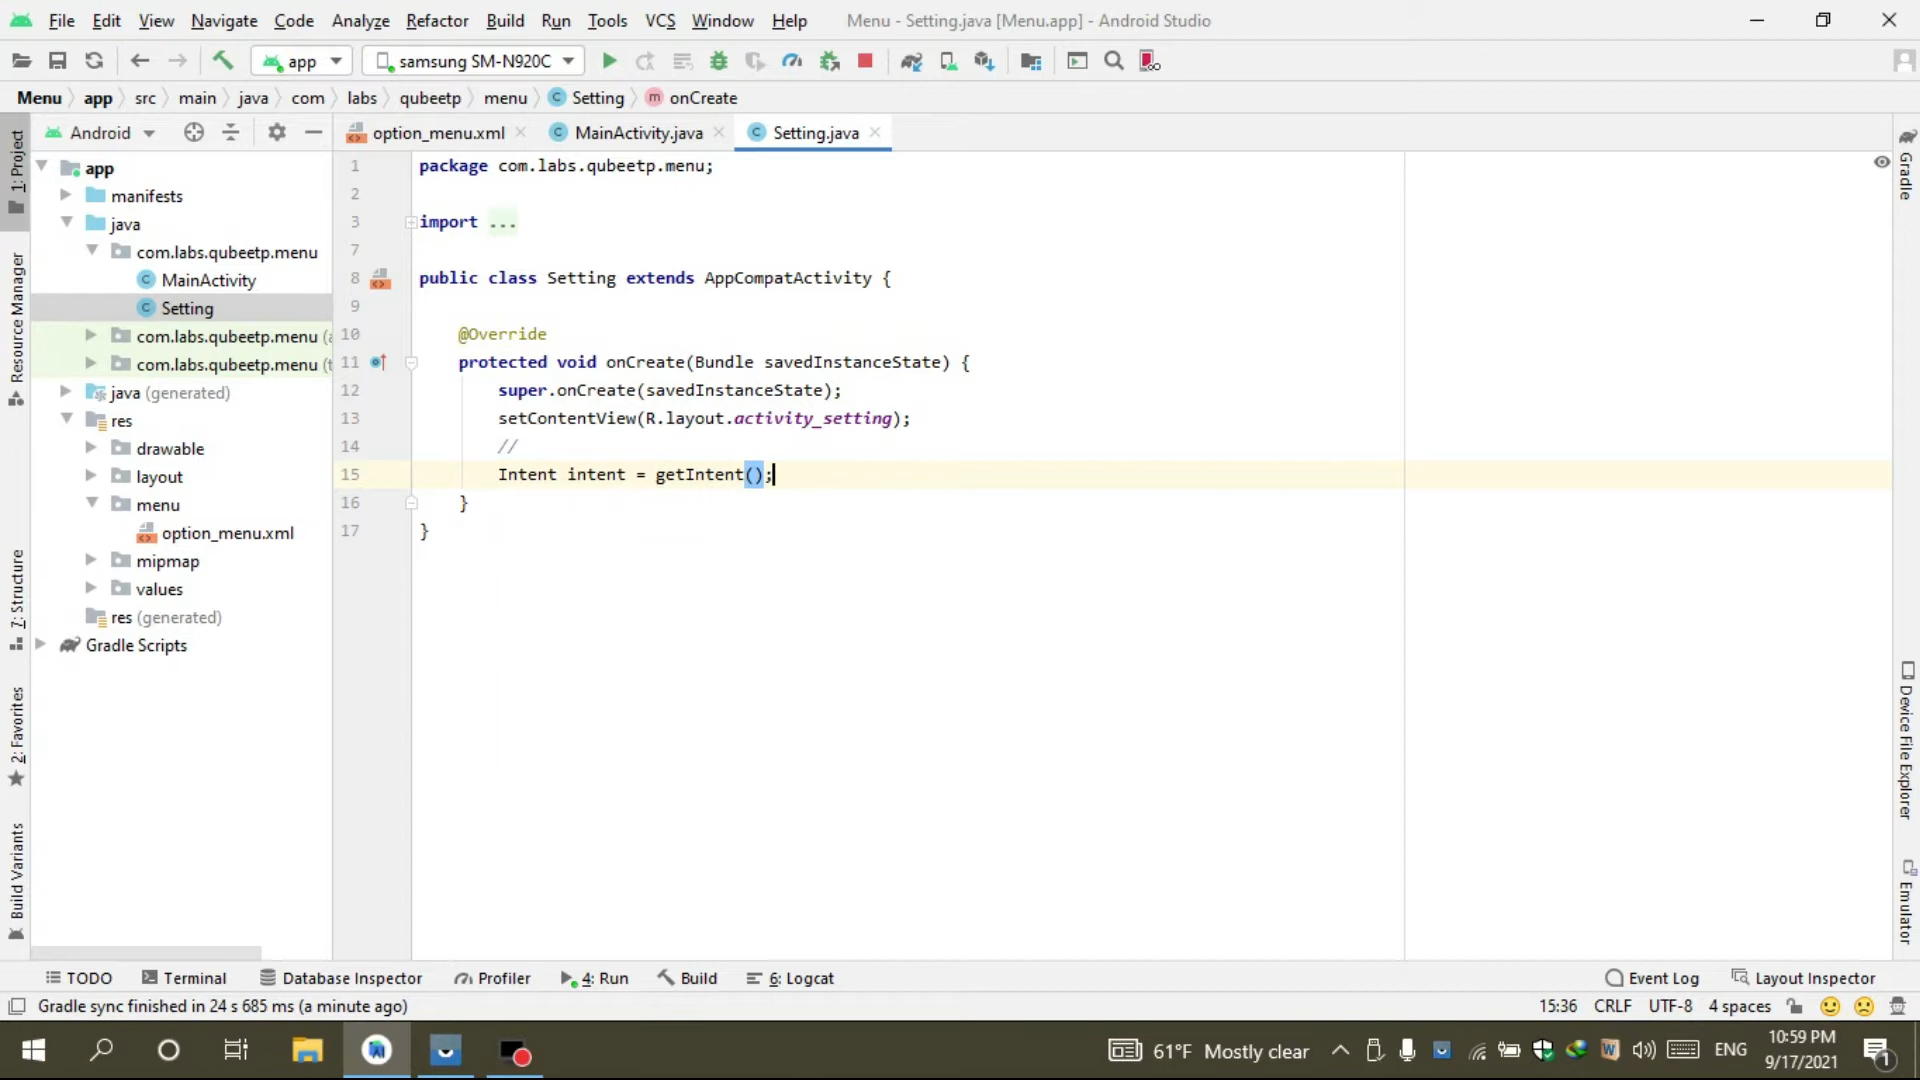 File Edit View Navigate Code Analyze Refactor Build Run Tools VCS Window Help Menu - Setting.java [Menu.app] - Android Studio
app samsung SM-N920C
Menu app src main java com labs qubeetp menu Setting onCreate
Android option_menu.xml MainActivity.java Setting.java
1: Project
Resource Manager
7: Structure
2: Favorites
Build Variants
app
manifests
java
com.labs.qubeetp.menu
MainActivity
Setting
com.labs.qubeetp.menu (a
com.labs.qubeetp.menu (t
java (generated)
res
drawable
layout
menu
option_menu.xml
mipmap
values
res (generated)
Gradle Scripts
1 package com.labs.qubeetp.menu;
2
3 import ...
7
8 public class Setting extends AppCompatActivity {
9
10 @Override
11 protected void onCreate(Bundle savedInstanceState) {
12 super.onCreate(savedInstanceState);
13 setContentView(R.layout.activity_setting);
14 //
15 Intent intent = getIntent();
16 }
17 }
Gradle
Device File Explorer
Emulator
TODO Terminal Database Inspector Profiler 4: Run Build 6: Logcat Event Log Layout Inspector
Gradle sync finished in 24 s 685 ms (a minute ago) 15:36 CRLF UTF-8 4 spaces
61°F Mostly clear ENG 10:59 PM
9/17/2021
1